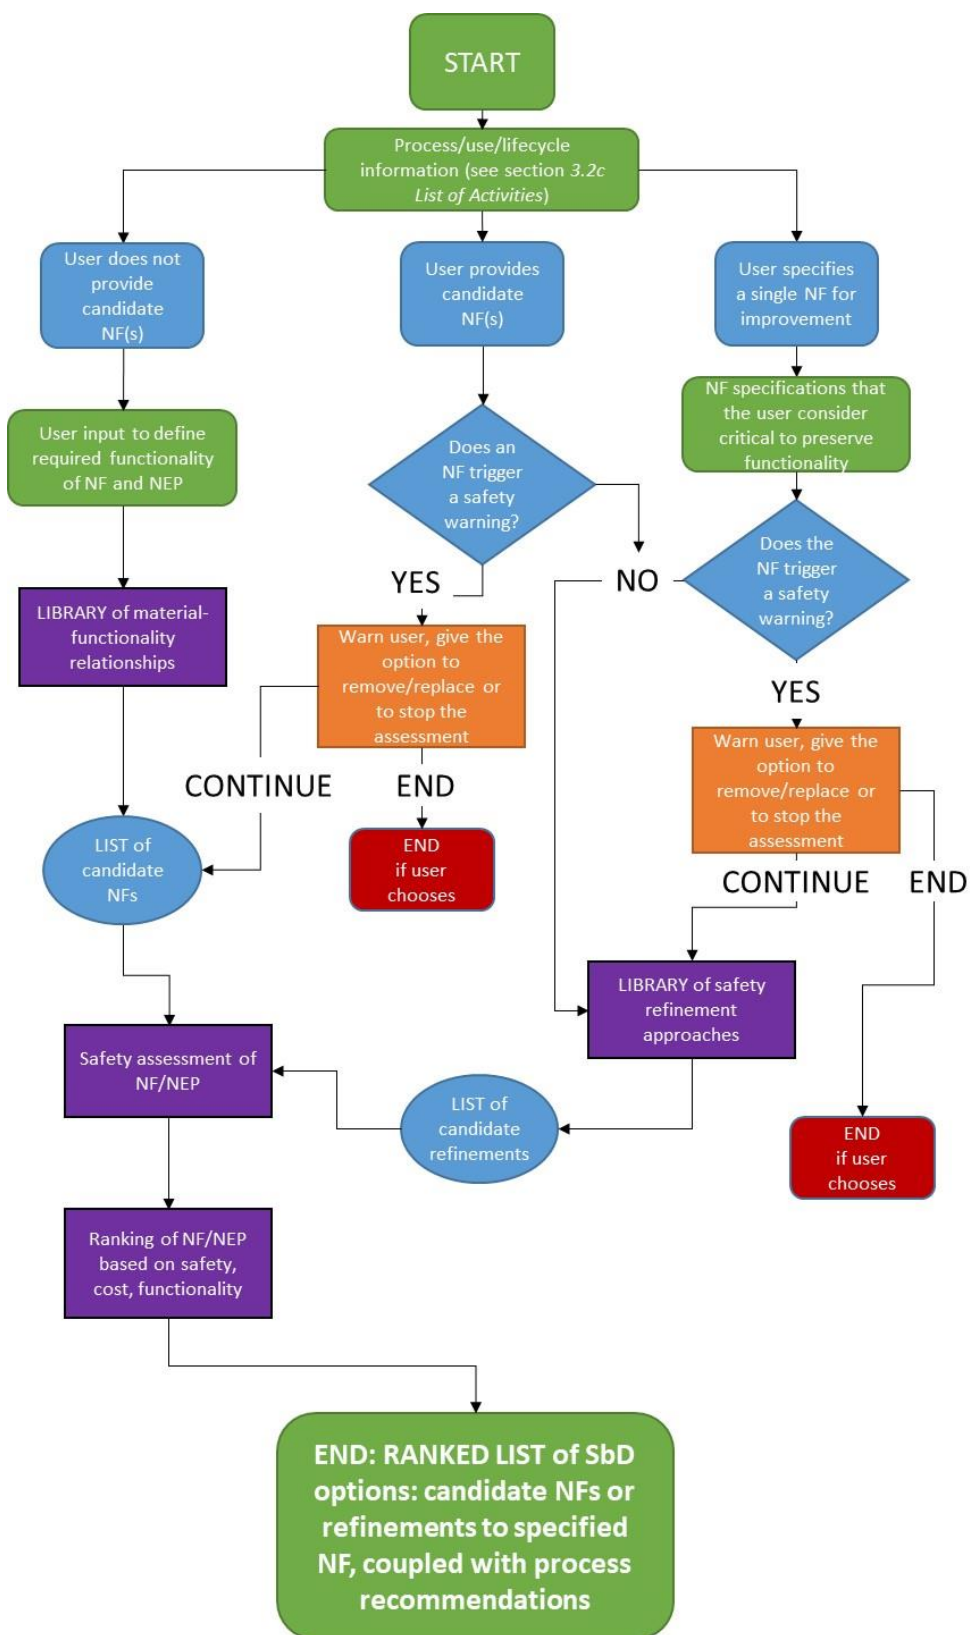 START
Process/use/lifecycle
information (see section 3.2c
List of Activities)
User does not
provide
candidate
NF(s)
User provides
candidate
NF(s)
User specifies
a single NF for
improvement
NF specifications that
the user consider
critical to preserve
functionality
User input to define
required functionality
of NF and NEP
Does an
NF trigger
a safety
warning?
Does the
NF trigger
a safety
warning?
YES
NO
LIBRARY of material-
functionality
relationships
Warn user, give the
option to
remove/replace or
to stop the
assessment
YES
Warn user, give the
option to
remove/replace or
to stop the
assessment
CONTINUE
END
LIST of
candidate
NFs
END
if user
chooses
CONTINUE
END
LIBRARY of safety
refinement
approaches
Safety assessment of
NF/NEP
LIST of
candidate
refinements
END
if user
chooses
Ranking of NF/NEP
based on safety,
cost, functionality
END: RANKED LIST of SbD
options: candidate NFs or
refinements to specified
NF, coupled with process
recommendations